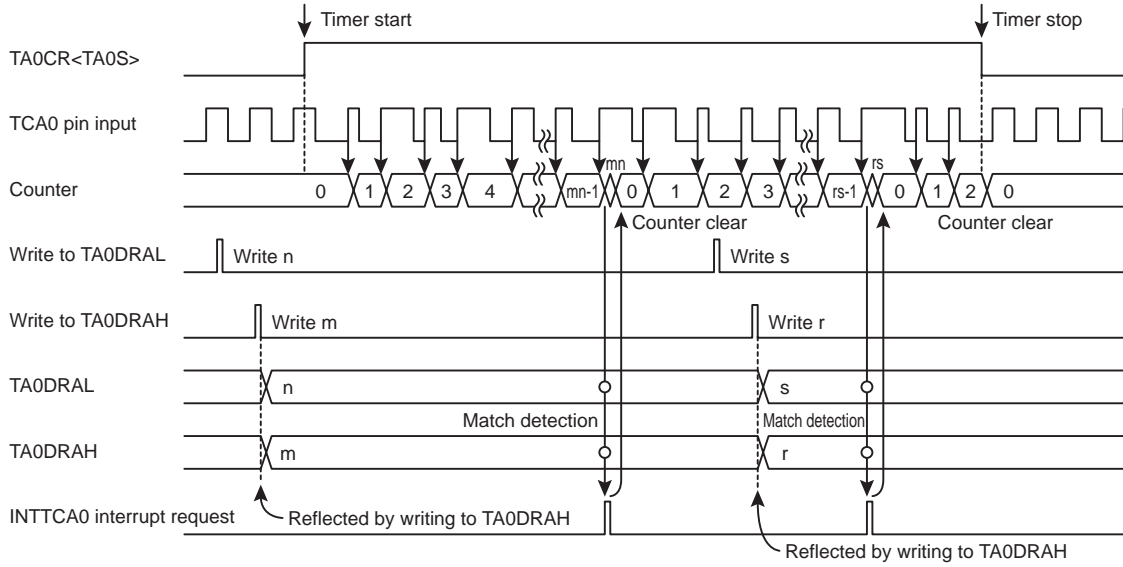 Timer start
Timer stop
TA0CR<TA0S>
TCA0 pin input
Counter
0 1 2 3 4 mn-1 mn 0 1 2 3 rs-1 rs 0 1 2 0
Counter clear
Counter clear
Write to TA0DRAL
Write n
Write s
Write to TA0DRAH
Write m
Write r
TA0DRAL
n
s
Match detection
Match detection
TA0DRAH
m
r
INTTCA0 interrupt request
Reflected by writing to TA0DRAH
Reflected by writing to TA0DRAH